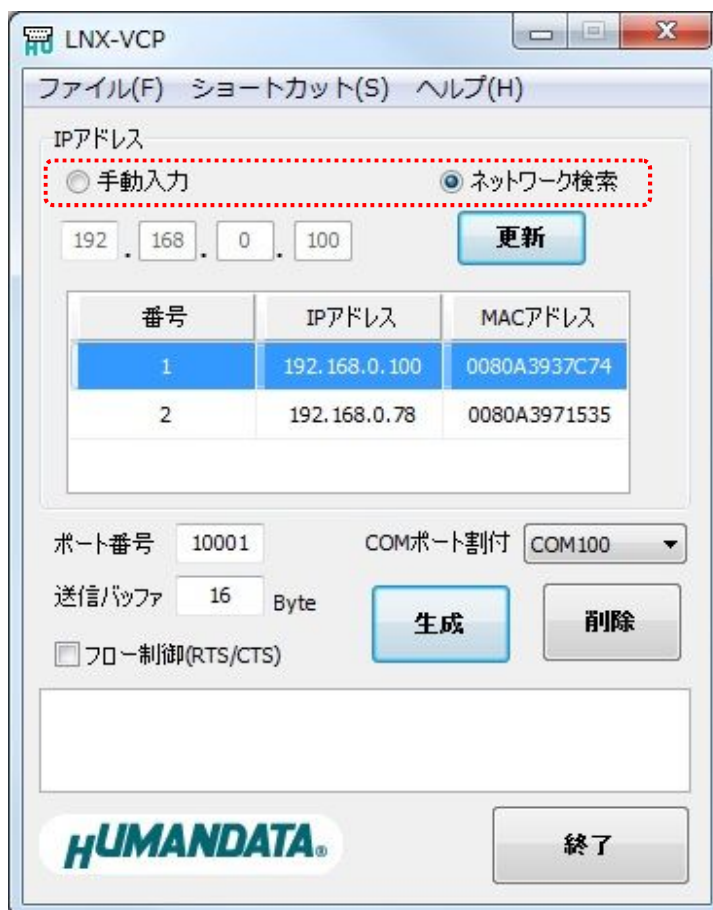 LNX-VCP
ファイル(F) ショートカット(S) ヘルプ(H)
IPアドレス
手動入力 ネットワーク検索
192 . 168 . 0 . 100 更新
番号 IPアドレス MACアドレス
1 192.168.0.100 0080A3937C74
2 192.168.0.78 0080A3971535
ポート番号 10001 COMポート割付 COM100
送信バッファ 16 Byte 生成 削除
フロー制御(RTS/CTS)
HUMANDATA® 終了